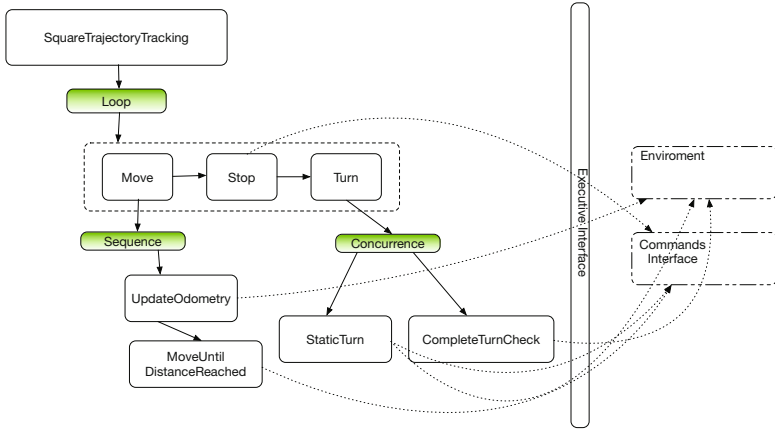 SquareTrajectoryTracking
Loop
Move
Stop
Turn
Sequence
Concurrence
UpdateOdometry
MoveUntil
DistanceReached
StaticTurn
CompleteTurnCheck
Executive Interface
Enviroment
Commands
Interface